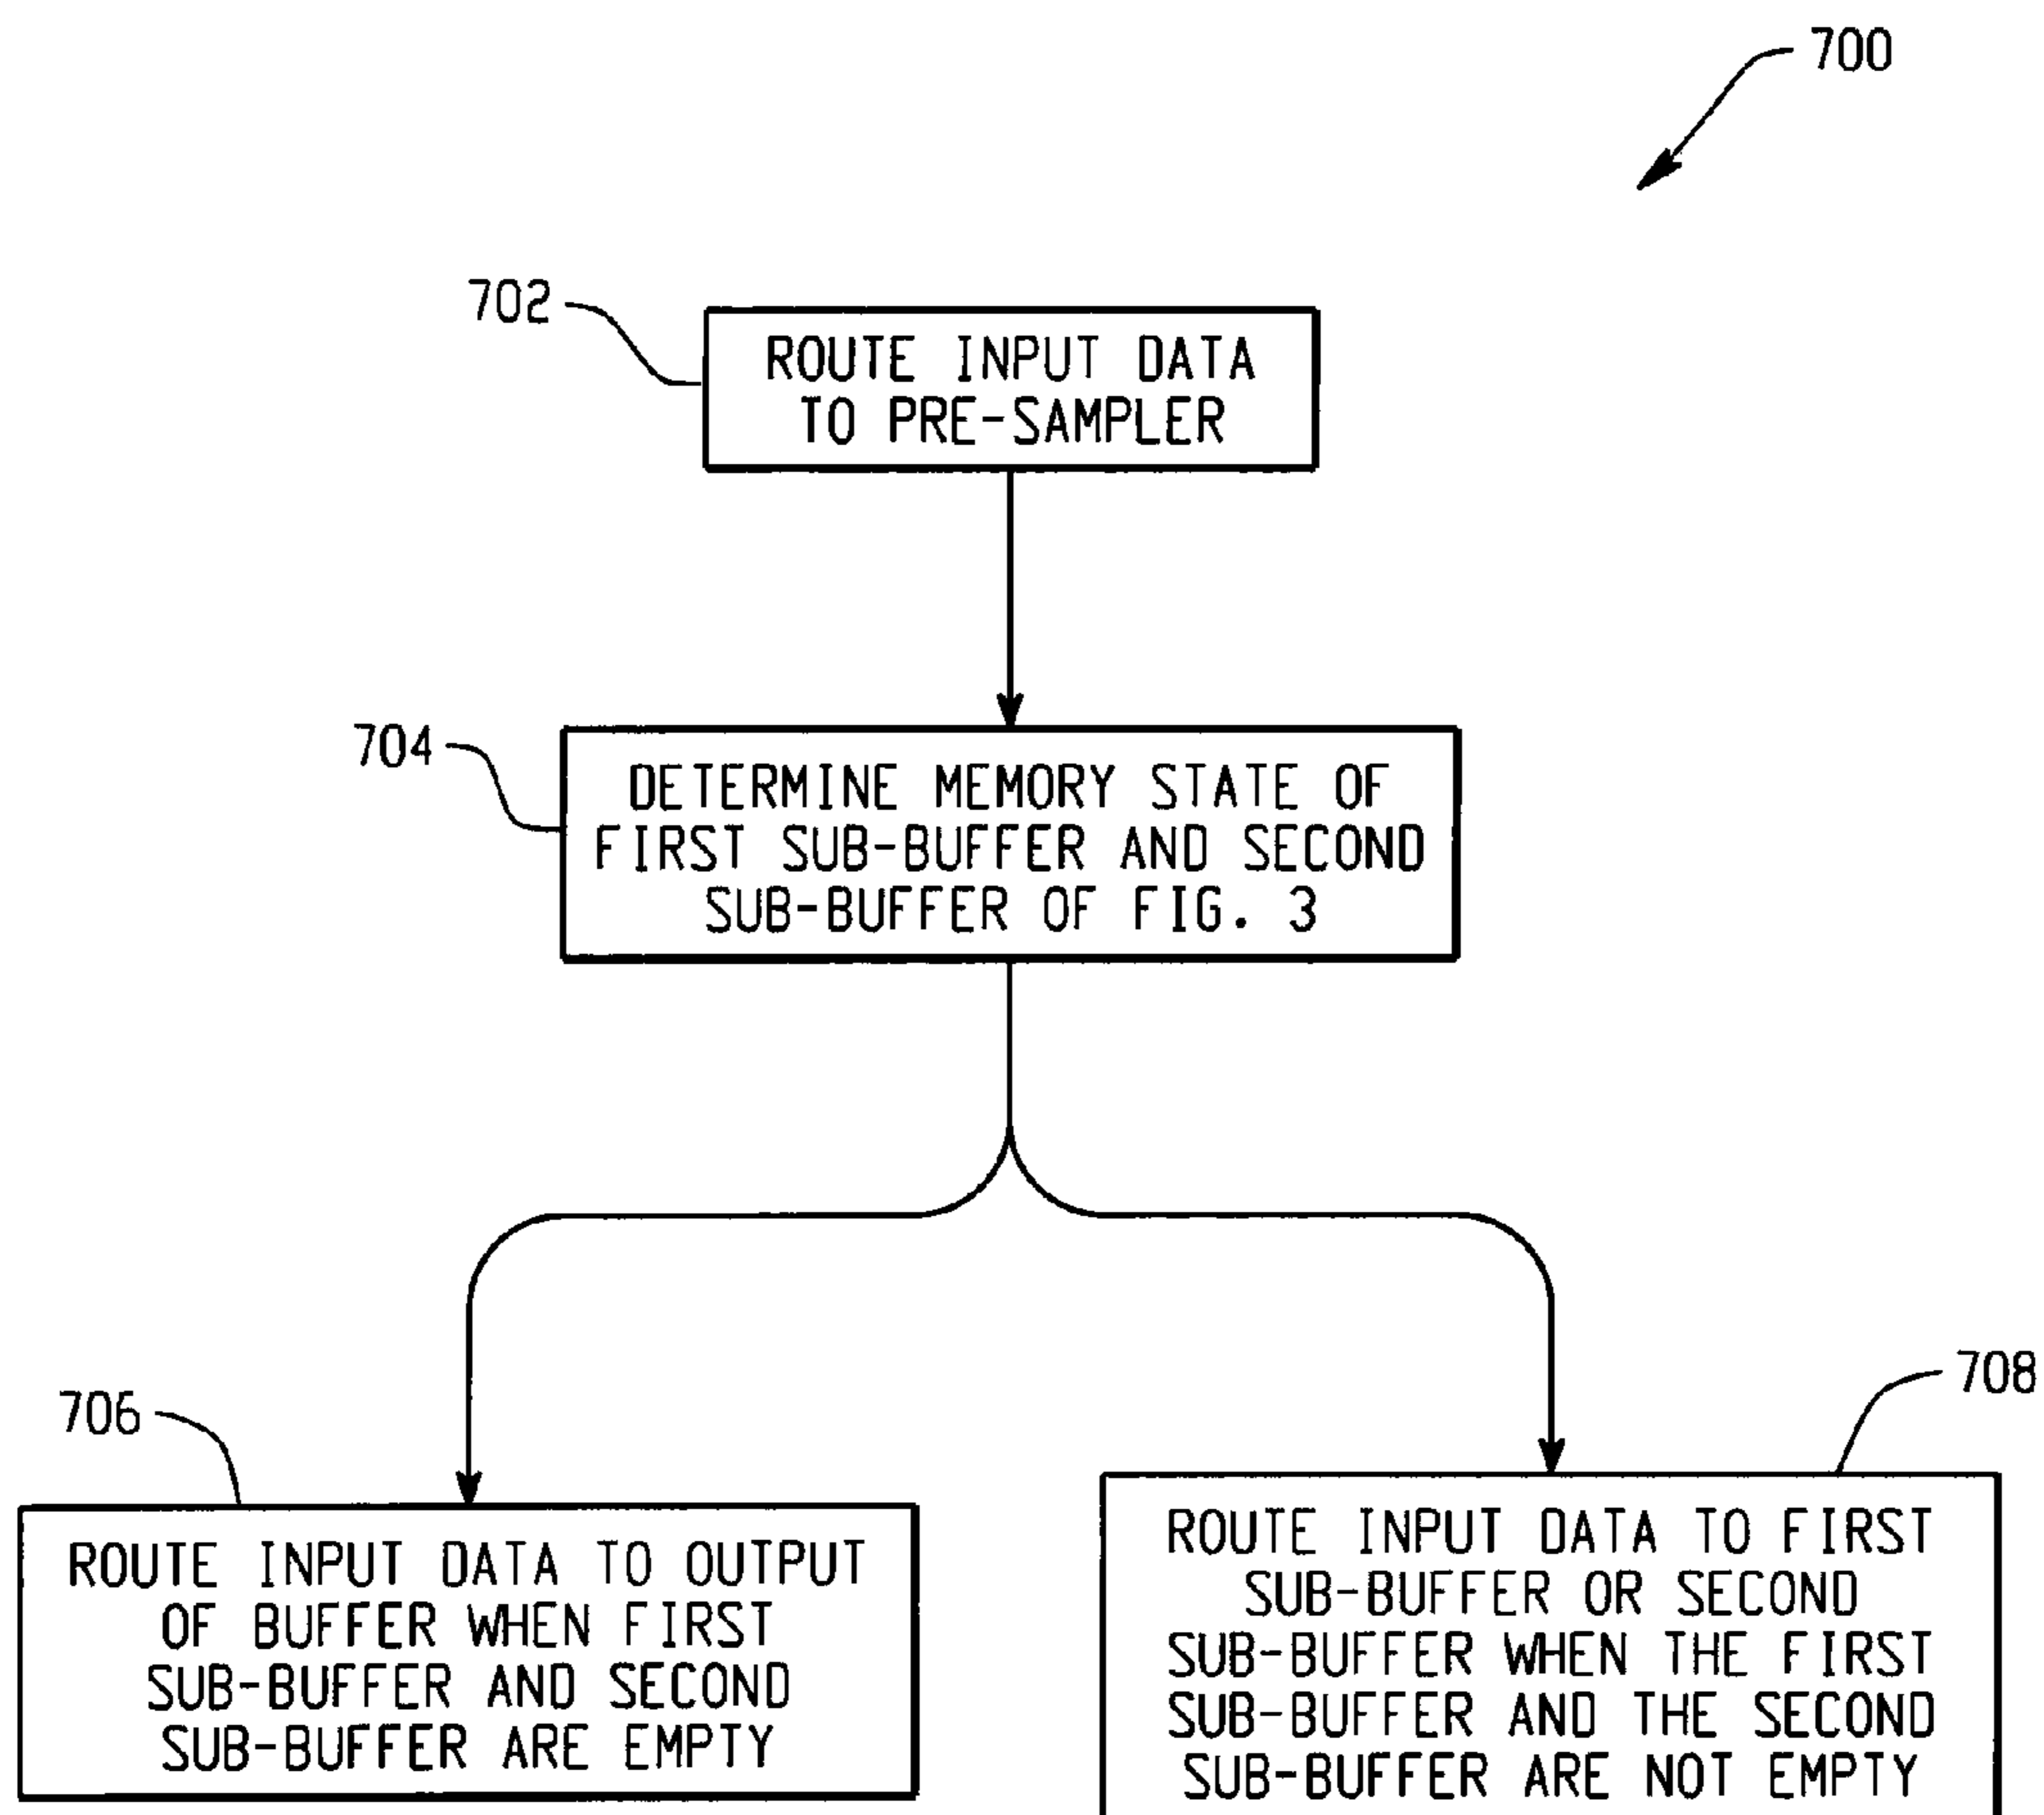 700
702
ROUTE INPUT DATA
TO PRE-SAMPLER
704
DETERMINE MEMORY STATE OF
FIRST SUB-BUFFER AND SECOND
SUB-BUFFER OF FIG. 3
706
ROUTE INPUT DATA TO OUTPUT
OF BUFFER WHEN FIRST
SUB-BUFFER AND SECOND
SUB-BUFFER ARE EMPTY
708
ROUTE INPUT DATA TO FIRST
SUB-BUFFER OR SECOND
SUB-BUFFER WHEN THE FIRST
SUB-BUFFER AND THE SECOND
SUB-BUFFER ARE NOT EMPTY